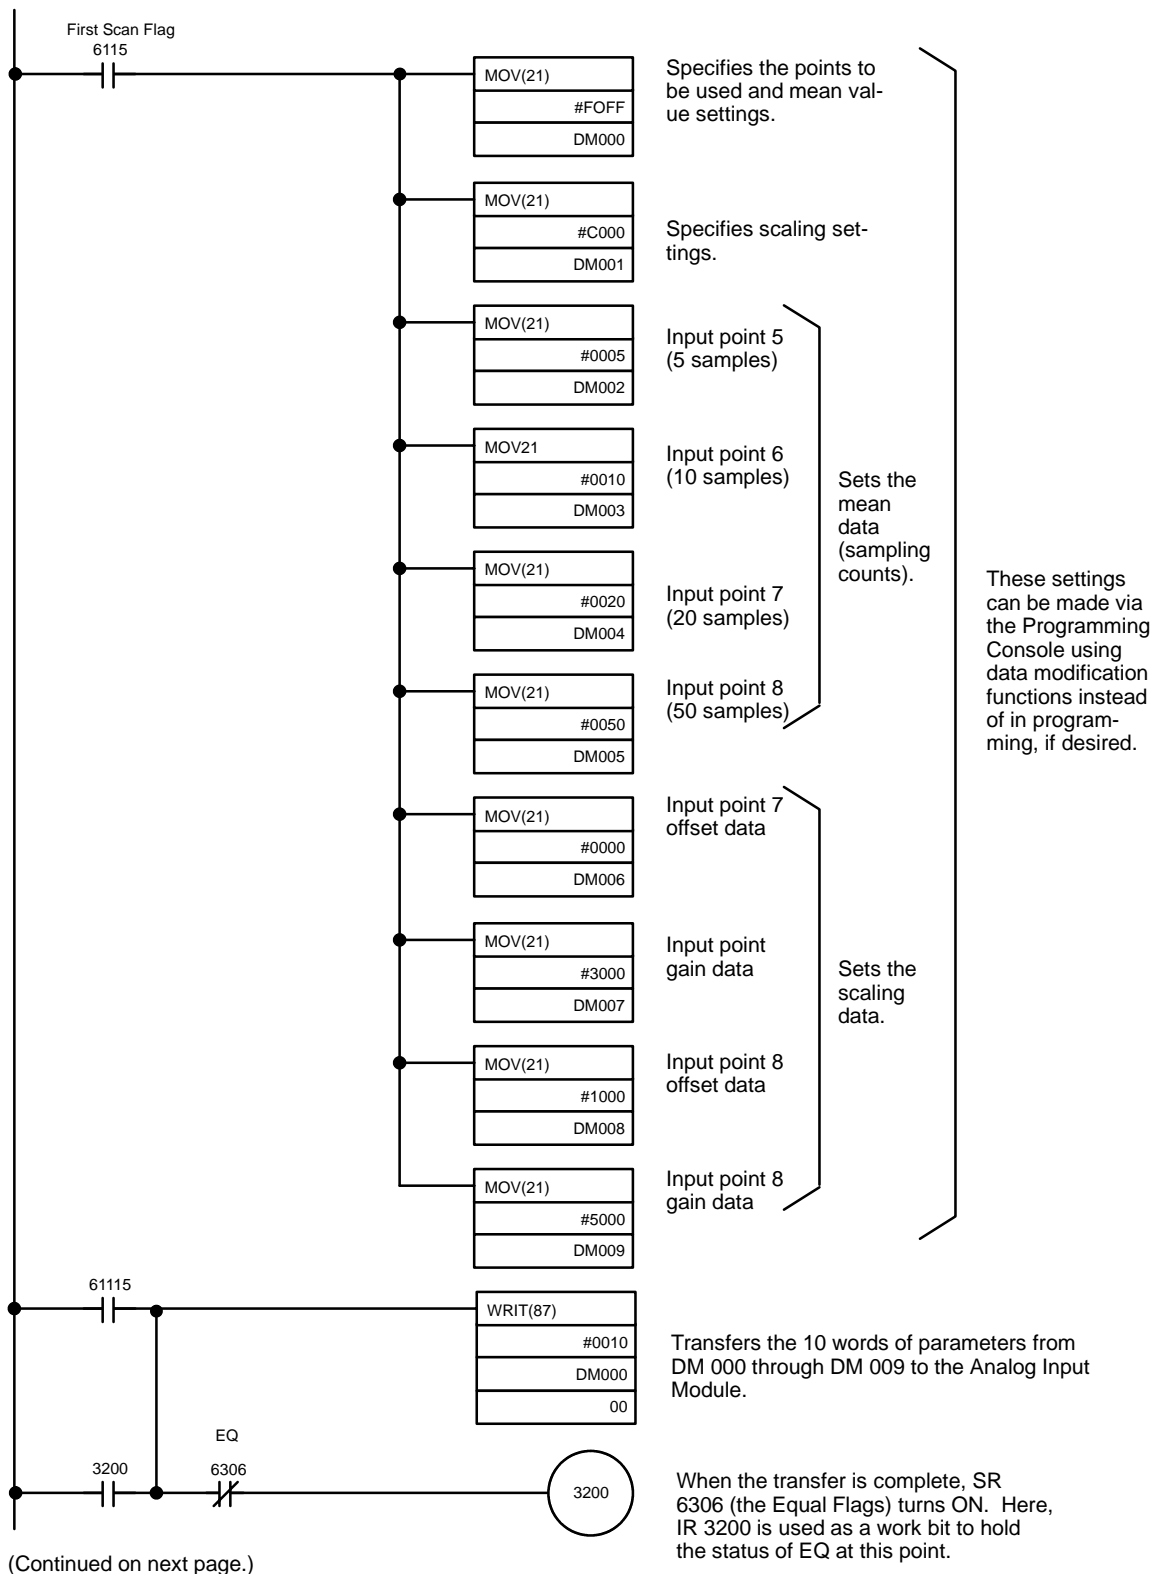 First Scan Flag
6115
MOV(21)
#FOFF
DM000
Specifies the points to
be used and mean val-
ue settings.
MOV(21)
#C000
DM001
Specifies scaling set-
tings.
MOV(21)
#0005
DM002
Input point 5
(5 samples)
MOV21
#0010
DM003
Input point 6
(10 samples)
MOV(21)
#0020
DM004
Input point 7
(20 samples)
MOV(21)
#0050
DM005
Input point 8
(50 samples)
Sets the
mean
data
(sampling
counts).
MOV(21)
#0000
DM006
Input point 7
offset data
MOV(21)
#3000
DM007
Input point
gain data
MOV(21)
#1000
DM008
Input point 8
offset data
MOV(21)
#5000
DM009
Input point 8
gain data
Sets the
scaling
data.
These settings
can be made via
the Programming
Console using
data modification
functions instead
of in program-
ming, if desired.
61115
WRIT(87)
#0010
DM000
00
Transfers the 10 words of parameters from
DM 000 through DM 009 to the Analog Input
Module.
3200
EQ
6306
3200
When the transfer is complete, SR
6306 (the Equal Flags) turns ON. Here,
IR 3200 is used as a work bit to hold
the status of EQ at this point.
(Continued on next page.)